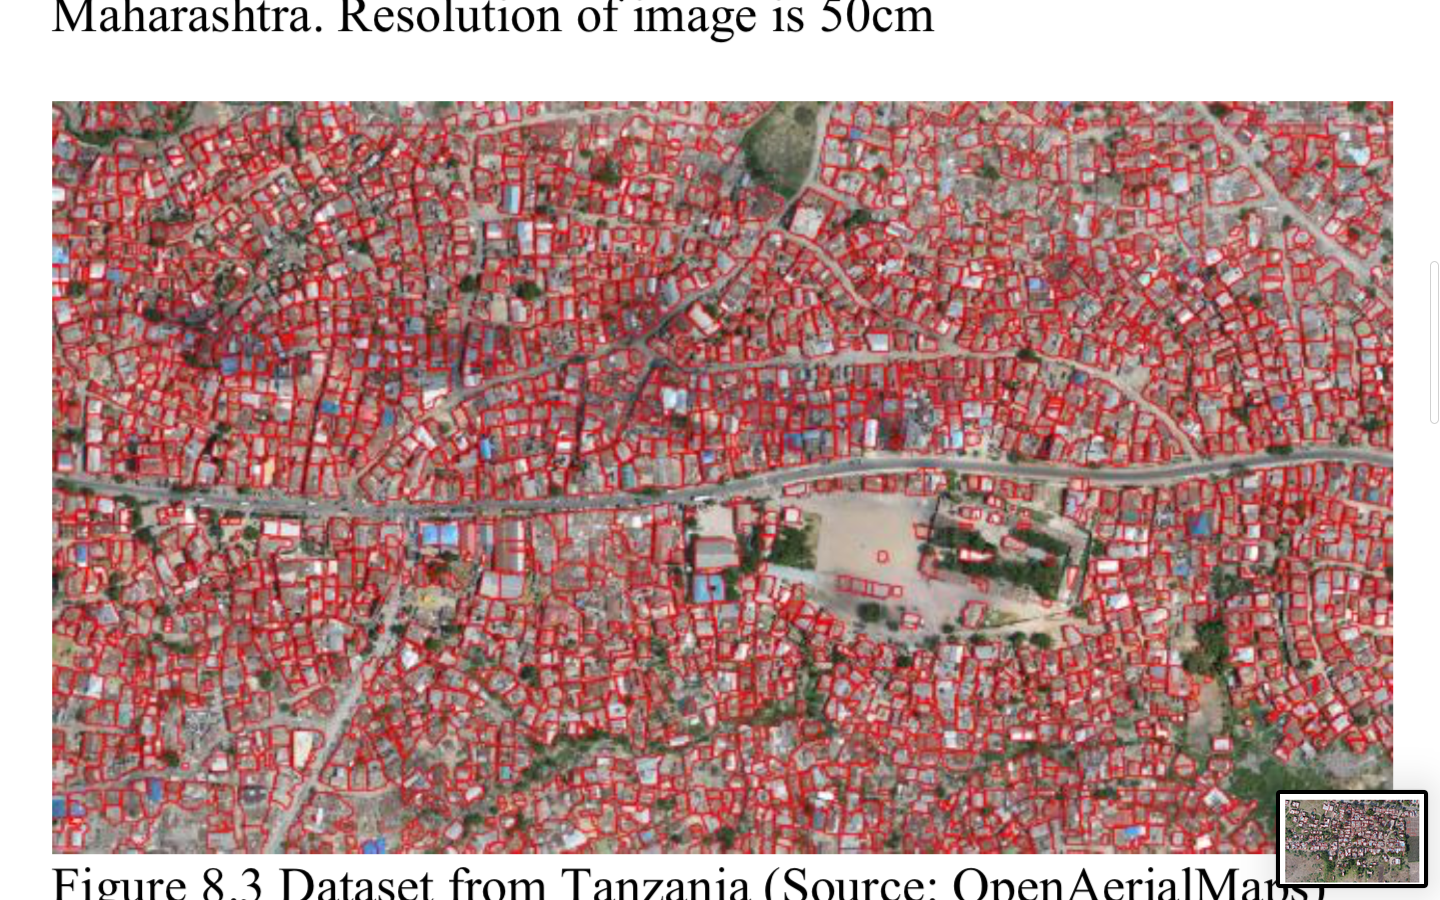 Maharashtra. Resolution of image is 50cm
Figure 8.3 Dataset from Tanzania (Source: OpenAerialMaps)